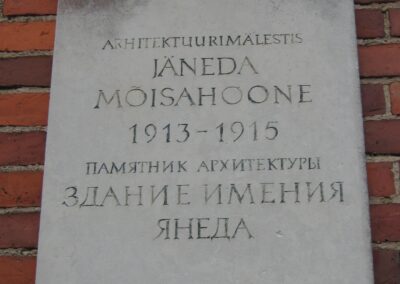 ARHITEKTUURIMÄLESTIS
JÄNEDA
MÕISAHOONE
1913-1915
ПАМЯТНИК АРХИТЕКТУРЫ
ЗДАНИЕ ИМЕНИЯ
ЯНЕДА